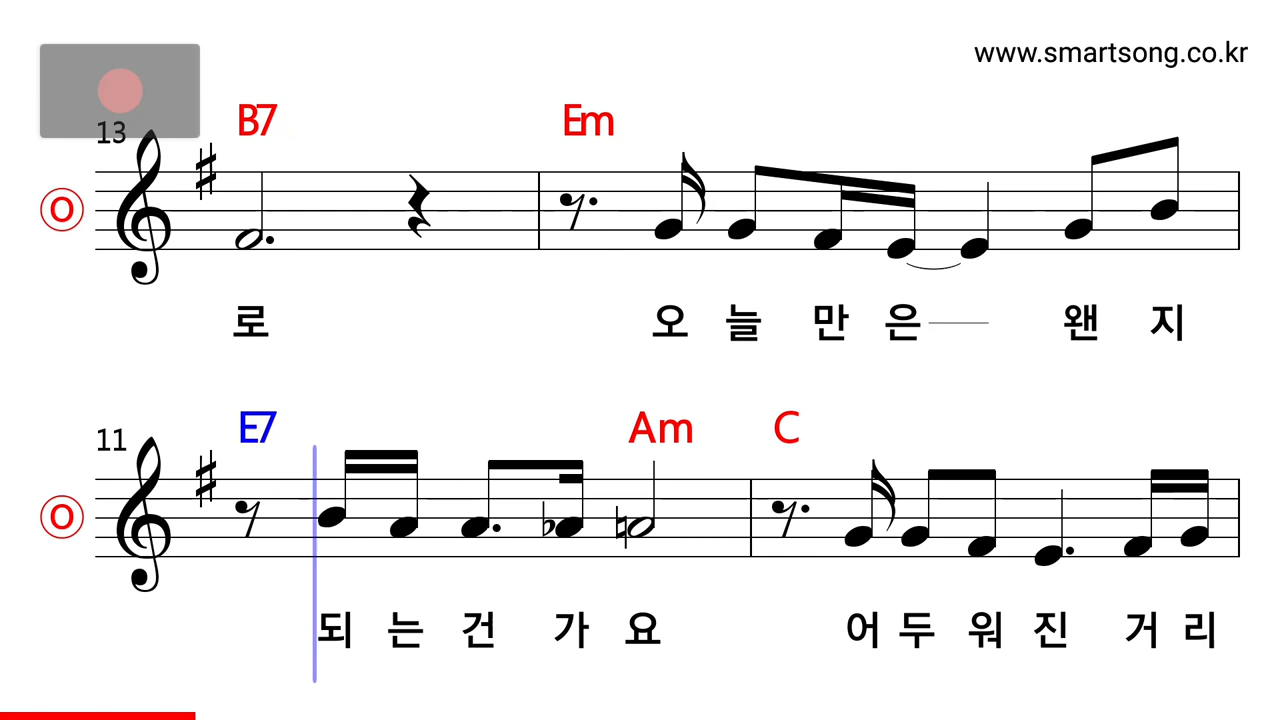 www.smartsong.co.kr
13 B7 Em
O
로 오 늘 만 은 왠 지
11 E7 Am C
O
되 는 건 가 요 어 두 워 진 거 리